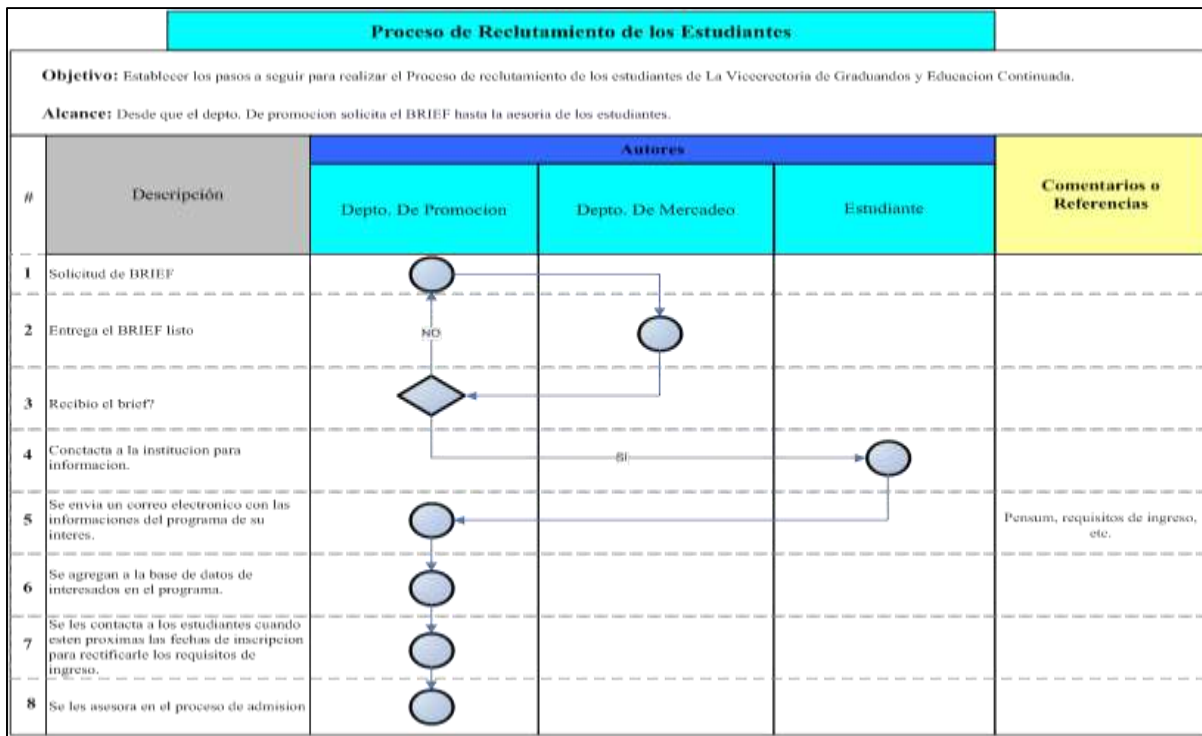 Proceso de Reclutamiento de los Estudiantes
Objetivo: Establecer los pasos a seguir para realizar el Proceso de reclutamiento de los estudiantes de La Vicerectoria de Graduandos y Educacion Continuada.
Alcance: Desde que el depto. De promocion solicita el BRIEF hasta la aesoria de los estudiantes.
Autores
#
Descripción
Depto. De Promocion
Depto. De Mercadeo
Estudiante
Comentarios o
Referencias
1
Solicitud de BRIEF
2
Entrega el BRIEF listo
NO
3
Recibio el brief?
4
Conctacta a la institucion para
informacion.
SI
5
Se envia un correo electronico con las
informaciones del programa de su
interes.
Pensum, requisitos de ingreso,
etc.
6
Se agregan a la base de datos de
interesados en el programa.
7
Se les contacta a los estudiantes cuando
esten proximas las fechas de inscripcion
para rectificarle los requisitos de
ingreso.
8
Se les asesora en el proceso de admision